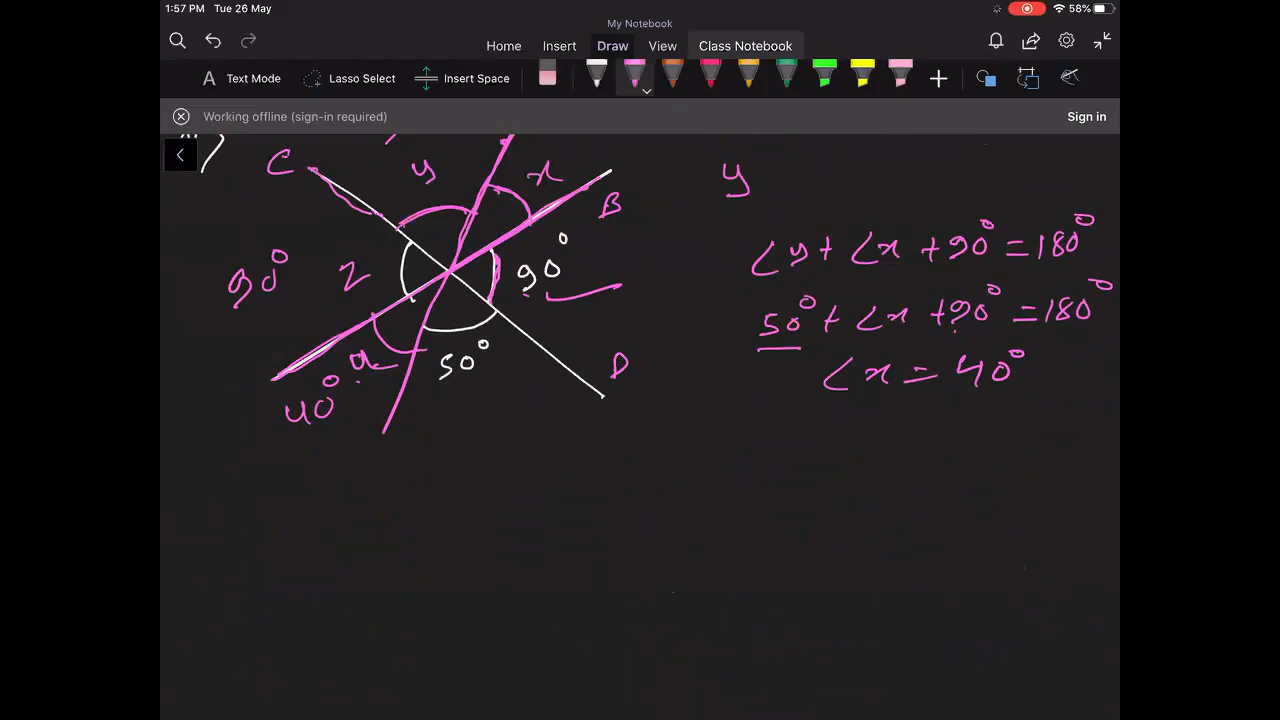 1:57 PM Tue 26 May
58%
My Notebook
Home Insert Draw View Class Notebook
Text Mode Lasso Select Insert Space
Working offline (sign-in required)
Sign in
C y x B
90° z 90°
x 50° D
40°
y
∠y + ∠x + 90° = 180°
50° + ∠x + 90° = 180°
∠x = 40°